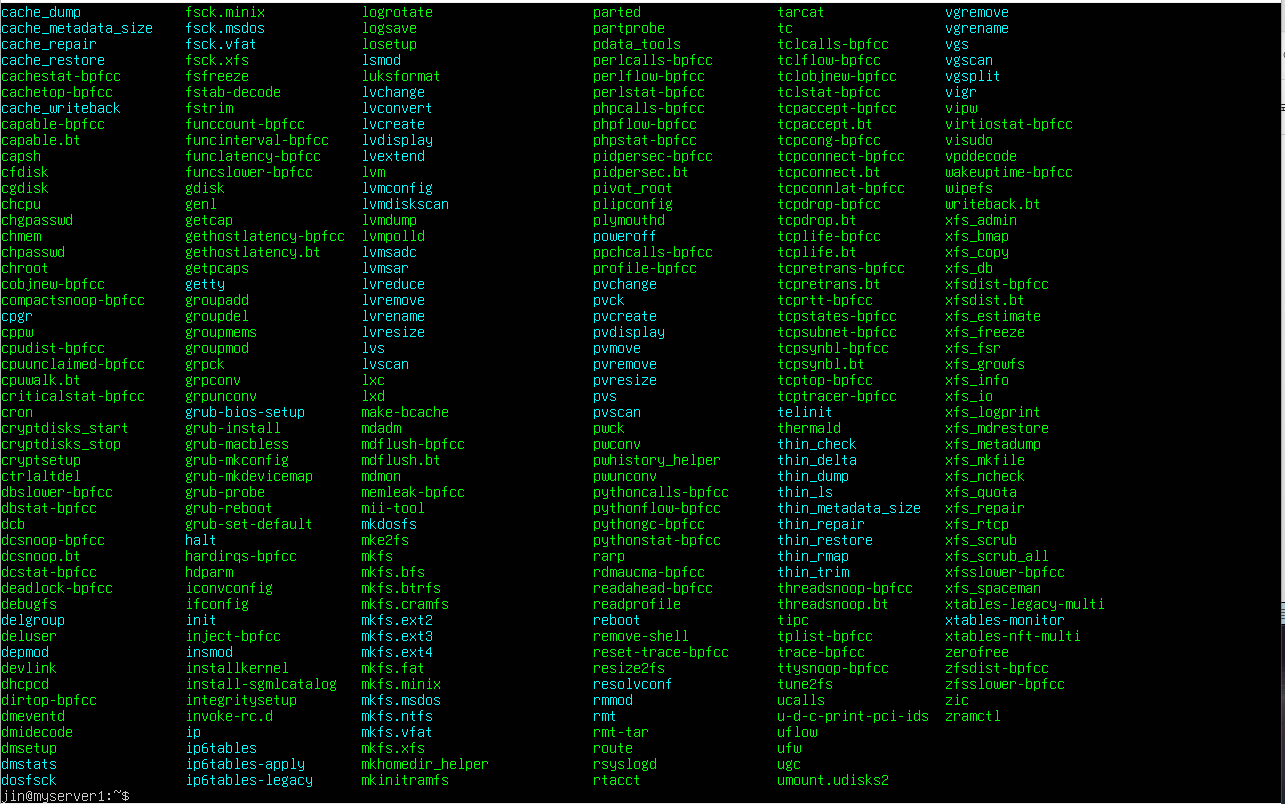 cache_dump fsck.minix logrotate parted tarcat vgremove
cache_metadata_size fsck.msdos logsave partprobe tc vgrename
cache_repair fsck.vfat losetup pdata_tools tclcalls-bpfcc vgs
cache_restore fsck.xfs lsmod perlcalls-bpfcc tclflow-bpfcc vgscan
cachestat-bpfcc fsfreeze luksformat perlflow-bpfcc tclobjnew-bpfcc vgsplit
cachetop-bpfcc fstab-decode lvchange perlstat-bpfcc tclstat-bpfcc vigr
cache_writeback fstrim lvconvert phpcalls-bpfcc tcpaccept-bpfcc vipw
capable-bpfcc funccount-bpfcc lvcreate phpflow-bpfcc tcpaccept.bt virtiostat-bpfcc
capable.bt funcinterval-bpfcc lvdisplay phpstat-bpfcc tcpcong-bpfcc visudo
capsh funclatency-bpfcc lvextend pidpersec-bpfcc tcpconnect-bpfcc vpddecode
cfdisk funcslower-bpfcc lvm pidpersec.bt tcpconnect.bt wakeuptime-bpfcc
cgdisk gdisk lvmconfig pivot_root tcpconnlat-bpfcc wipefs
chcpu genl lvmdiskscan plipconfig tcpdrop-bpfcc writeback.bt
chgpasswd getcap lvmdump plymouthd tcpdrop.bt xfs_admin
chmem gethostlatency-bpfcc lvmpolld poweroff tcplife-bpfcc xfs_bmap
chpasswd gethostlatency.bt lvmsadc ppchcalls-bpfcc tcplife.bt xfs_copy
chroot getpcaps lvmsar profile-bpfcc tcpretrans-bpfcc xfs_db
cobjnew-bpfcc getty lvreduce pvchange tcpretrans.bt xfsdist-bpfcc
compactsnoop-bpfcc groupadd lvremove pvck tcprtt-bpfcc xfsdist.bt
cpgr groupdel lvrename pvcreate tcpstates-bpfcc xfs_estimate
cppw groupmems lvresize pvdisplay tcpsubnet-bpfcc xfs_freeze
cpudist-bpfcc groupmod lvs pvmove tcpsynbl-bpfcc xfs_fsr
cpuunclaimed-bpfcc grpck lvscan pvremove tcpsynbl.bt xfs_growfs
cpuwalk.bt grpconv lxc pvresize tcptop-bpfcc xfs_info
criticalstat-bpfcc grpunconv lxd pvs tcptracer-bpfcc xfs_io
cron grub-bios-setup make-bcache pvscan telinit xfs_logprint
cryptdisks_start grub-install mdadm pwck thermald xfs_mdrestore
cryptdisks_stop grub-macbless mdflush-bpfcc pwconv thin_check xfs_metadump
cryptsetup grub-mkconfig mdflush.bt pwhistory_helper thin_delta xfs_mkfile
ctrlaltdel grub-mkdevicemap mdmon pwunconv thin_dump xfs_ncheck
dbslower-bpfcc grub-probe memleak-bpfcc pythoncalls-bpfcc thin_ls xfs_quota
dbstat-bpfcc grub-reboot mii-tool pythonflow-bpfcc thin_metadata_size xfs_repair
dcb grub-set-default mkdosfs pythongc-bpfcc thin_repair xfs_rtcp
dcsnoop-bpfcc halt mke2fs pythonstat-bpfcc thin_restore xfs_scrub
dcsnoop.bt hardirqs-bpfcc mkfs rarp thin_rmap xfs_scrub_all
dcstat-bpfcc hdparm mkfs.bfs rdmaucma-bpfcc thin_trim xfsslower-bpfcc
deadlock-bpfcc iconvconfig mkfs.btrfs readahead-bpfcc threadsnoop-bpfcc xfs_spaceman
debugfs ifconfig mkfs.cramfs readprofile threadsnoop.bt xtables-legacy-multi
delgroup init mkfs.ext2 reboot tipc xtables-monitor
deluser inject-bpfcc mkfs.ext3 remove-shell tplist-bpfcc xtables-nft-multi
depmod insmod mkfs.ext4 reset-trace-bpfcc trace-bpfcc zerofree
devlink installkernel mkfs.fat resize2fs ttysnoop-bpfcc zfsdist-bpfcc
dhcpcd install-sgmlcatalog mkfs.minix resolvconf tune2fs zfsslower-bpfcc
dirtop-bpfcc integritysetup mkfs.msdos rmmod ucalls zic
dmeventd invoke-rc.d mkfs.ntfs rmt u-d-c-print-pci-ids zramctl
dmidecode ip mkfs.vfat rmt-tar uflow
dmsetup ip6tables mkfs.xfs route ufw
dmstats ip6tables-apply mkhomedir_helper rsyslogd ugc
dosfsck ip6tables-legacy mkinitramfs rtacct umount.udisks2
jin@myserver1:~$